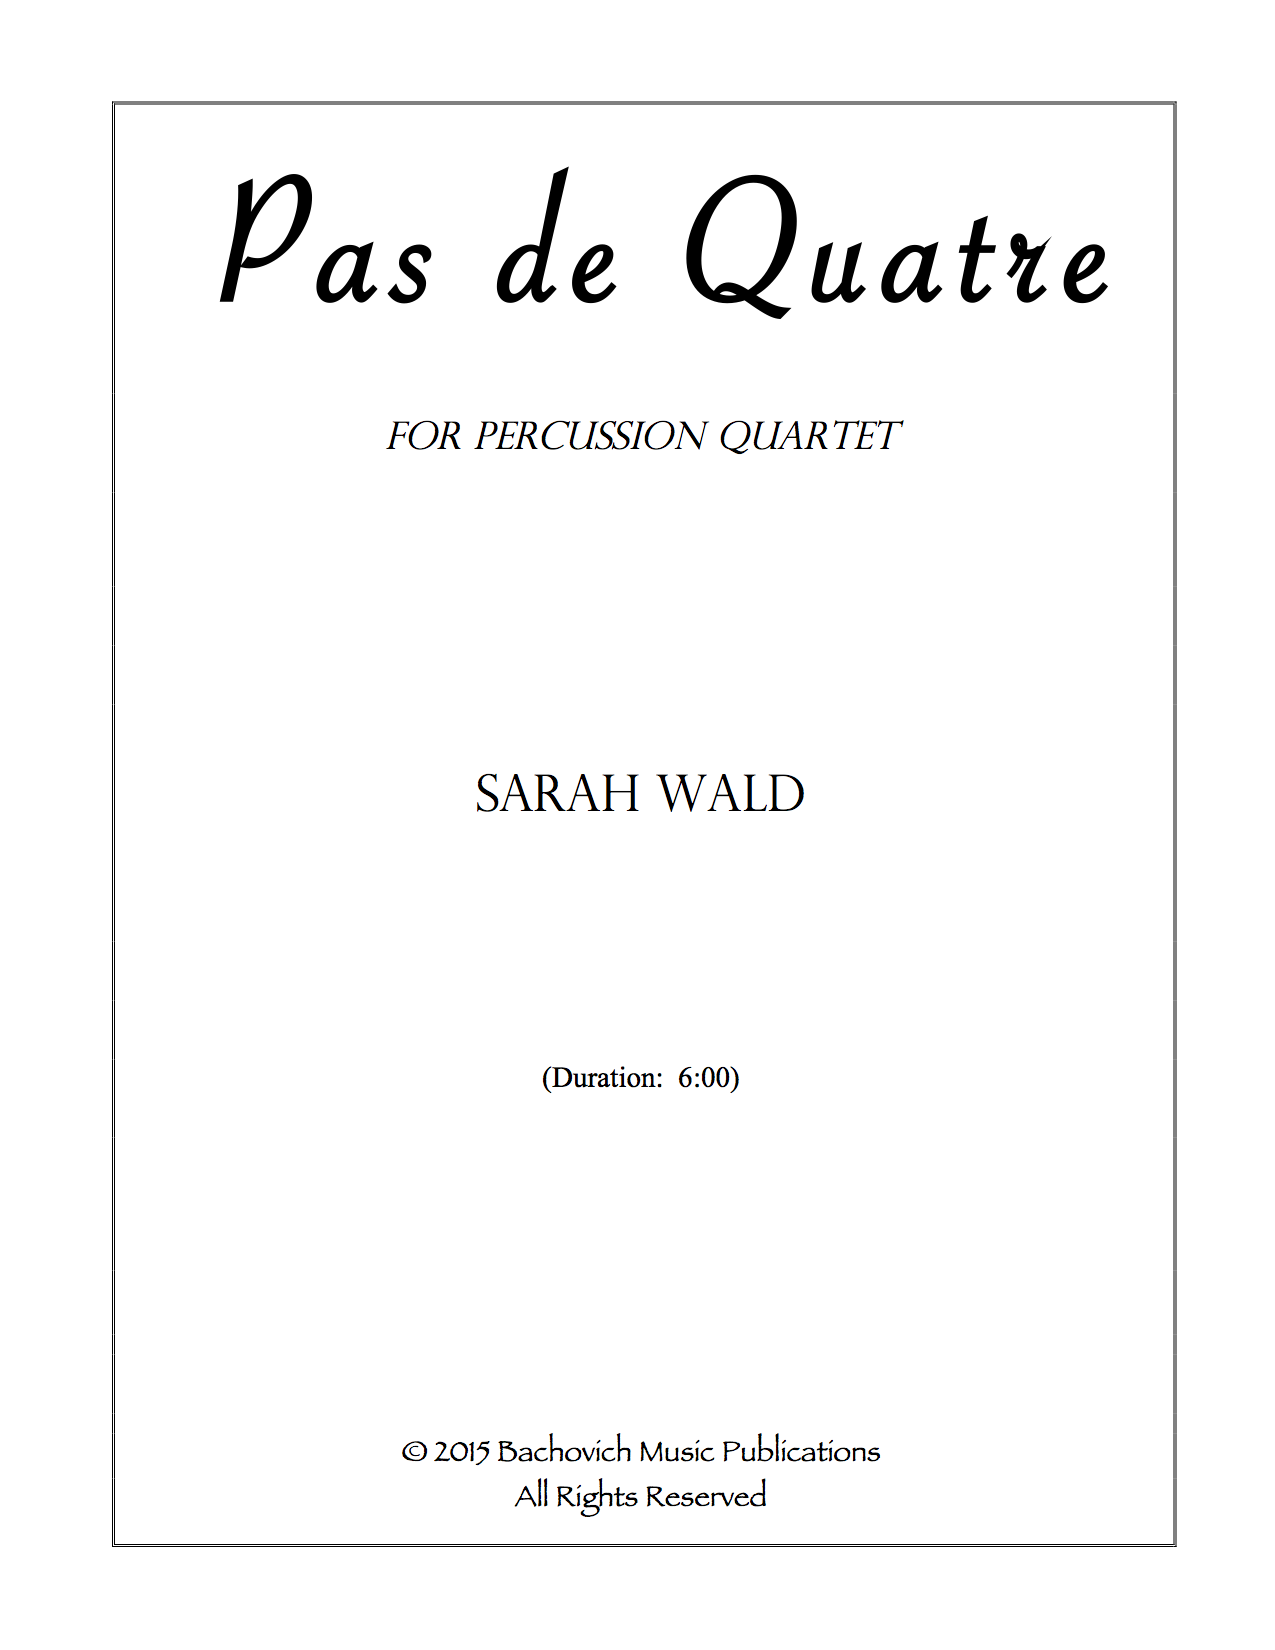 Pas de Quatre
FOR PERCUSSION QUARTET
SARAH WALD
(Duration:  6:00)
© 2015 Bachovich Music Publications
All Rights Reserved